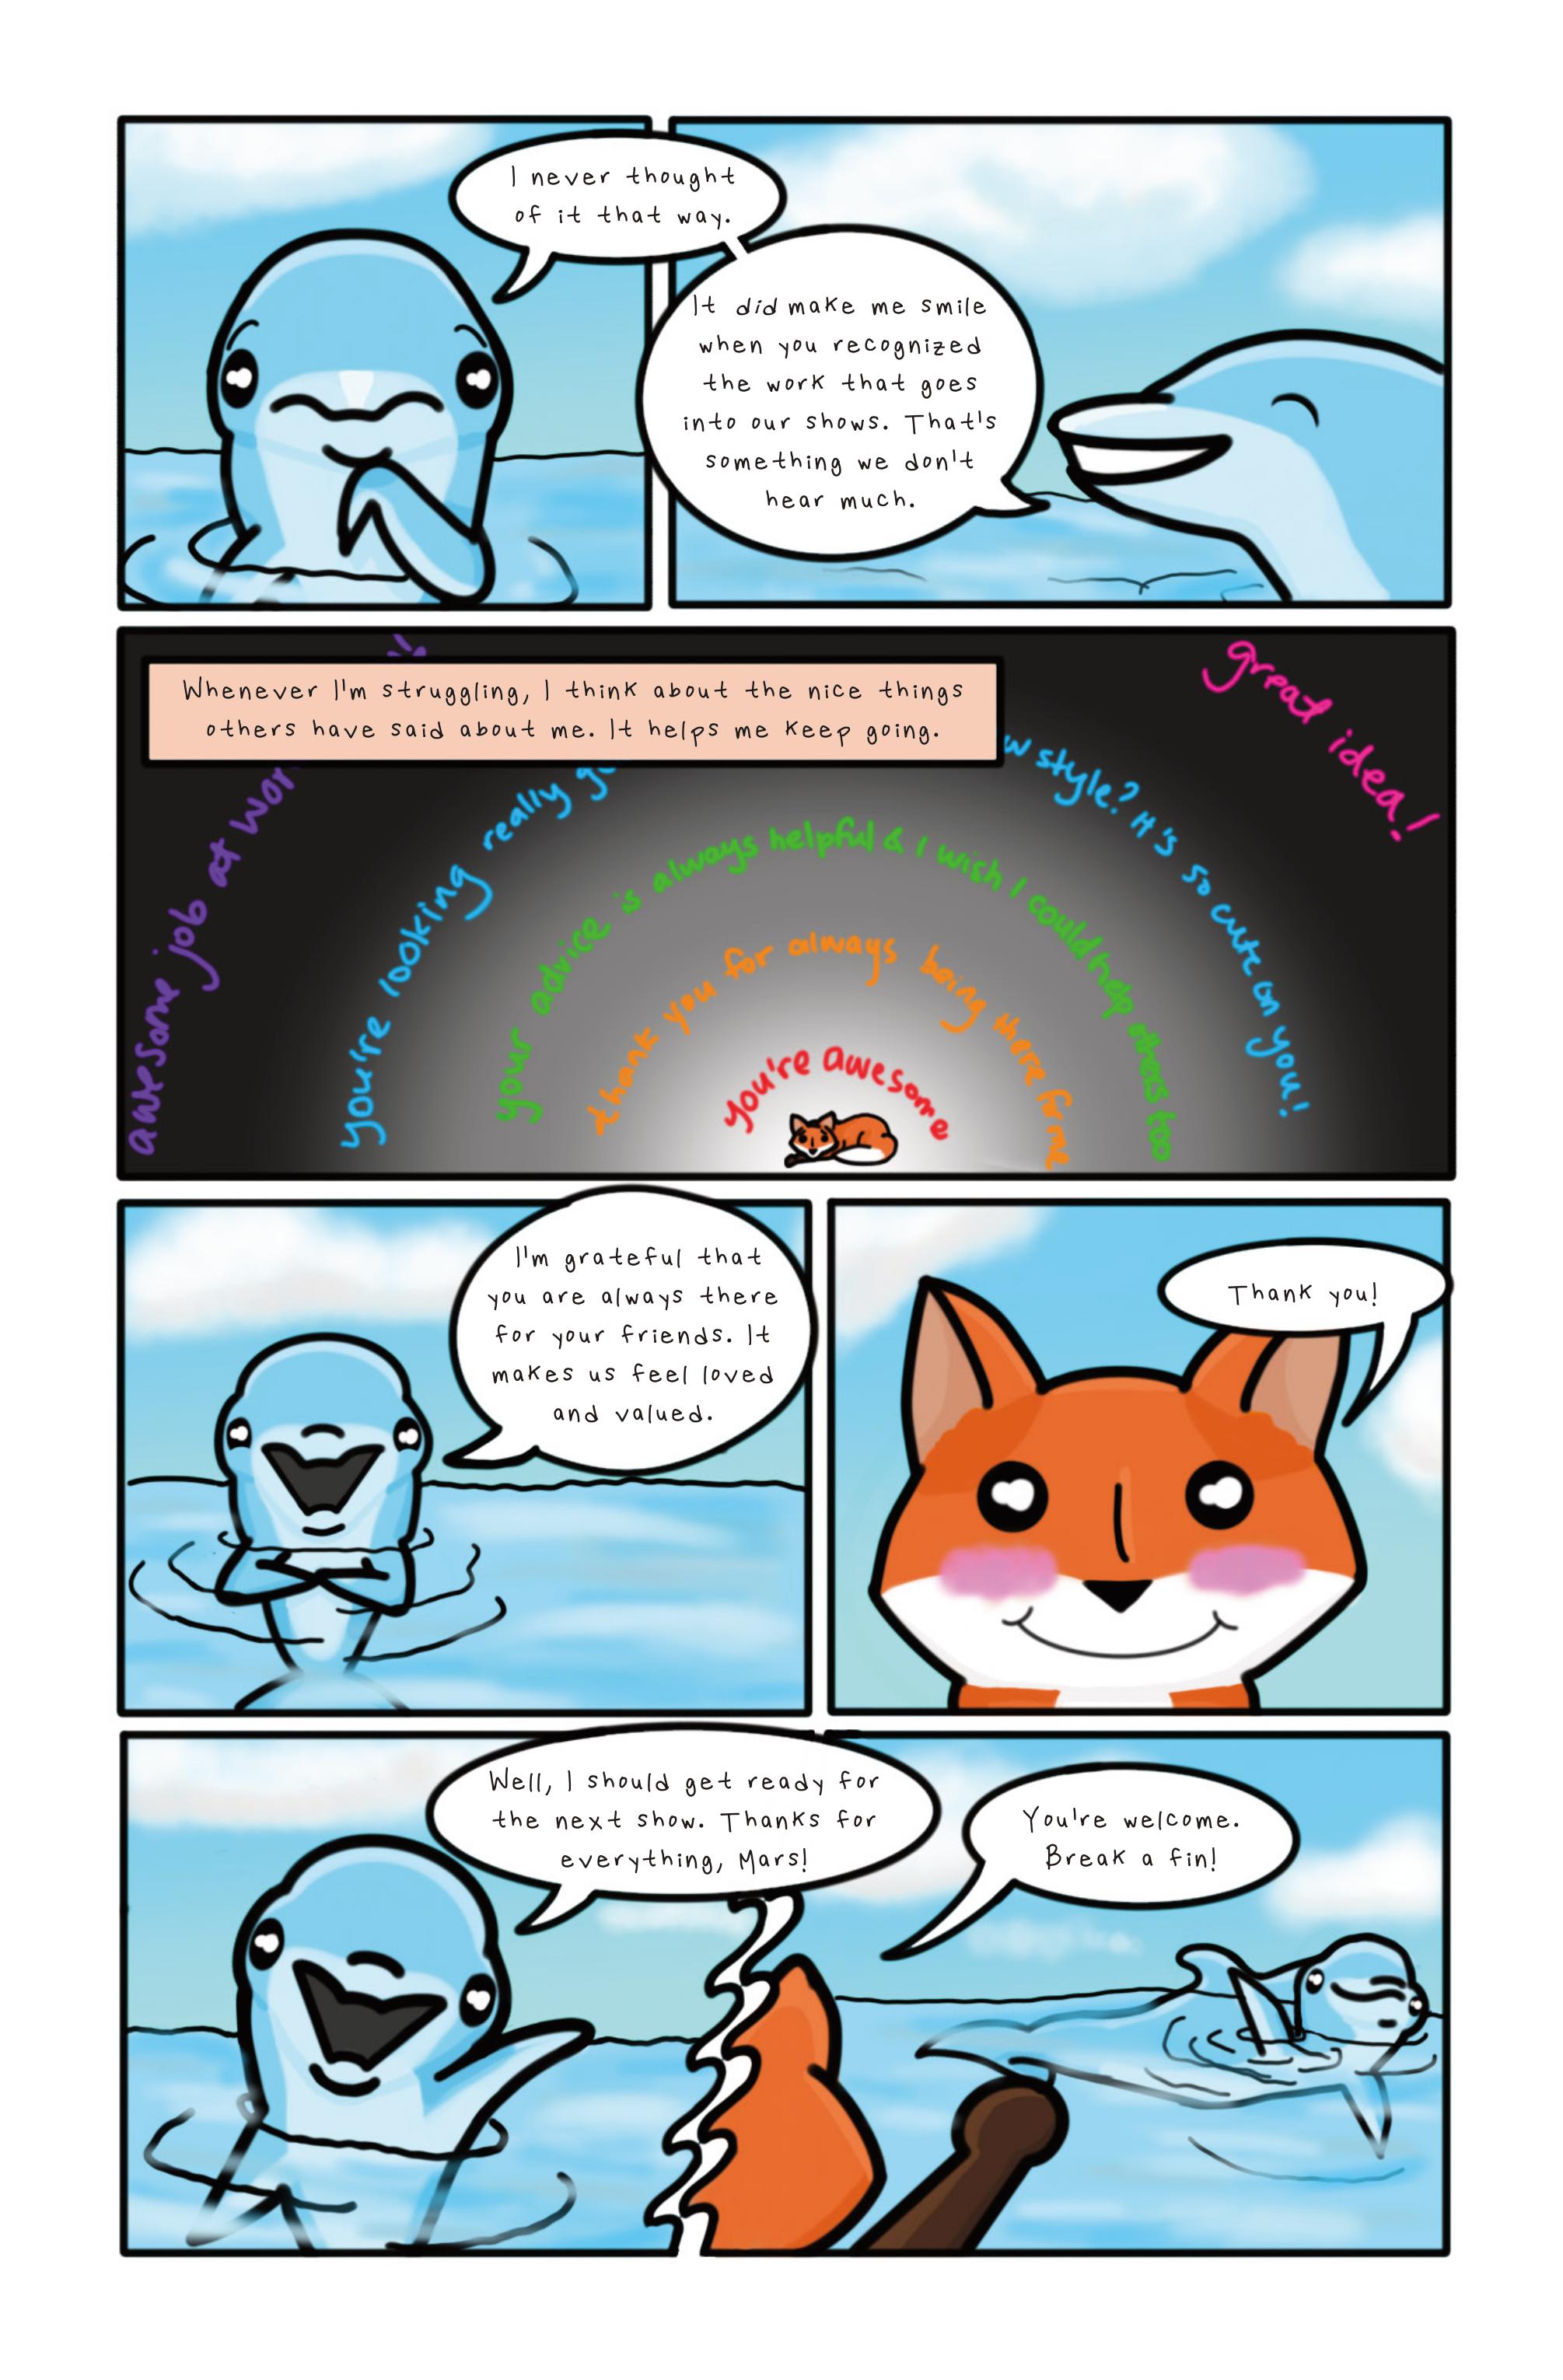 I never thought
of it that way.
It did make me smile
when you recognized
the work that goes
into our shows. That's
something we don't
hear much.
Whenever I'm struggling, I think about the nice things
others have said about me. It helps me keep going.
awesome job at
great idea!
you're looking really
style? it's so cute on you!
your advice is always helpful & I wish I could help others too
thank you for always being there for me
you're awesome
I'm grateful that
you are always there
for your friends. It
makes us feel loved
and valued.
Thank you!
Well, I should get ready for
the next show. Thanks for
everything, Mars!
You're welcome.
Break a fin!